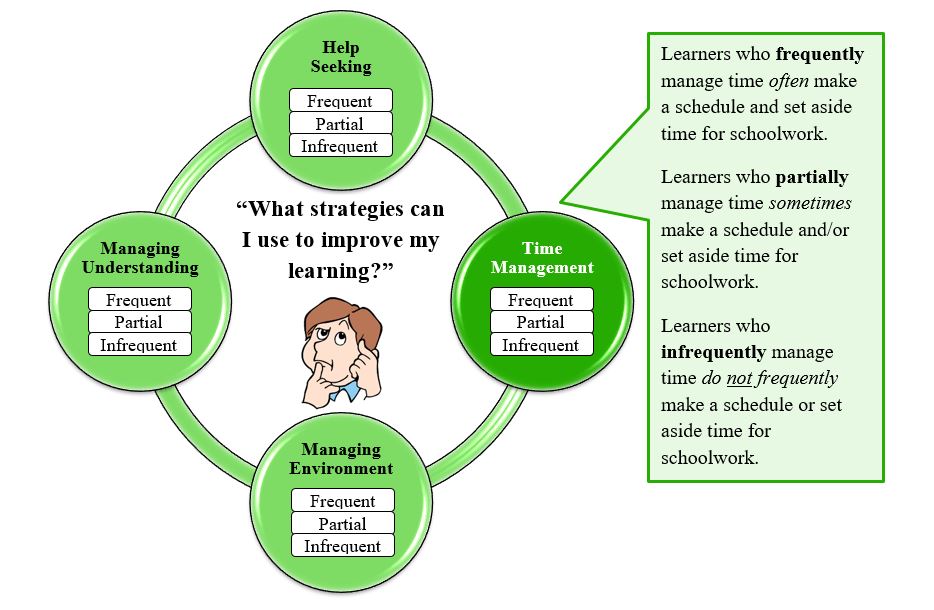 Help
Seeking
Frequent
Partial
Infrequent
“What strategies can
I use to improve my
learning?”
Managing
Understanding
Frequent
Partial
Infrequent
Time
Management
Frequent
Partial
Infrequent
Managing
Environment
Frequent
Partial
Infrequent
Learners who frequently
manage time often make
a schedule and set aside
time for schoolwork.
Learners who partially
manage time sometimes
make a schedule and/or
set aside time for
schoolwork.
Learners who
infrequently manage
time do not frequently
make a schedule or set
aside time for
schoolwork.